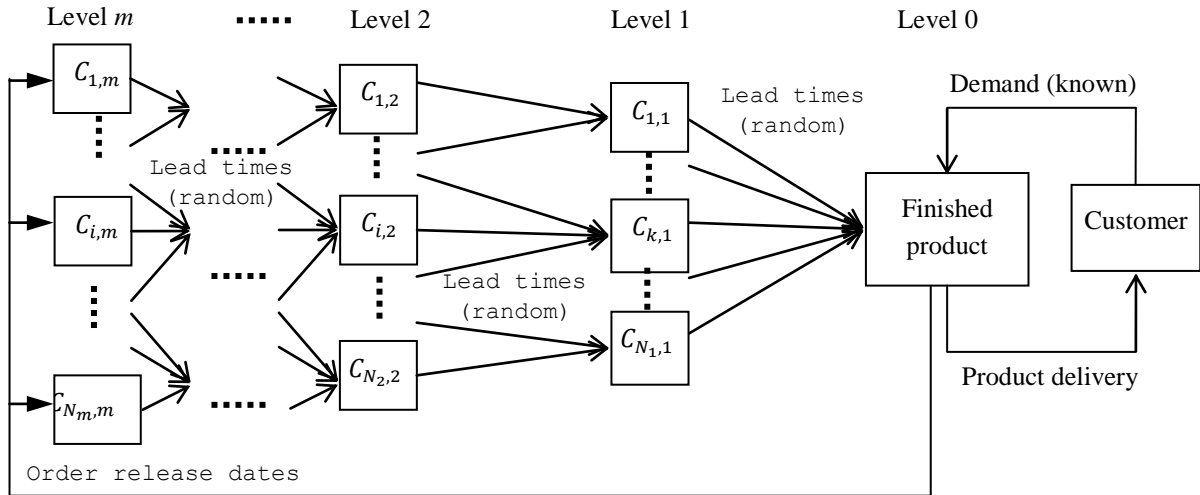 Level m
Level 2
Level 1
Level 0
C1,m
C1,2
C1,1
Lead times
(random)
Demand (known)
Lead times
(random)
Ci,m
Ci,2
Ck,1
Finished
product
Customer
Lead times
(random)
CNm,m
CN2,2
CN1,1
Product delivery
Order release dates